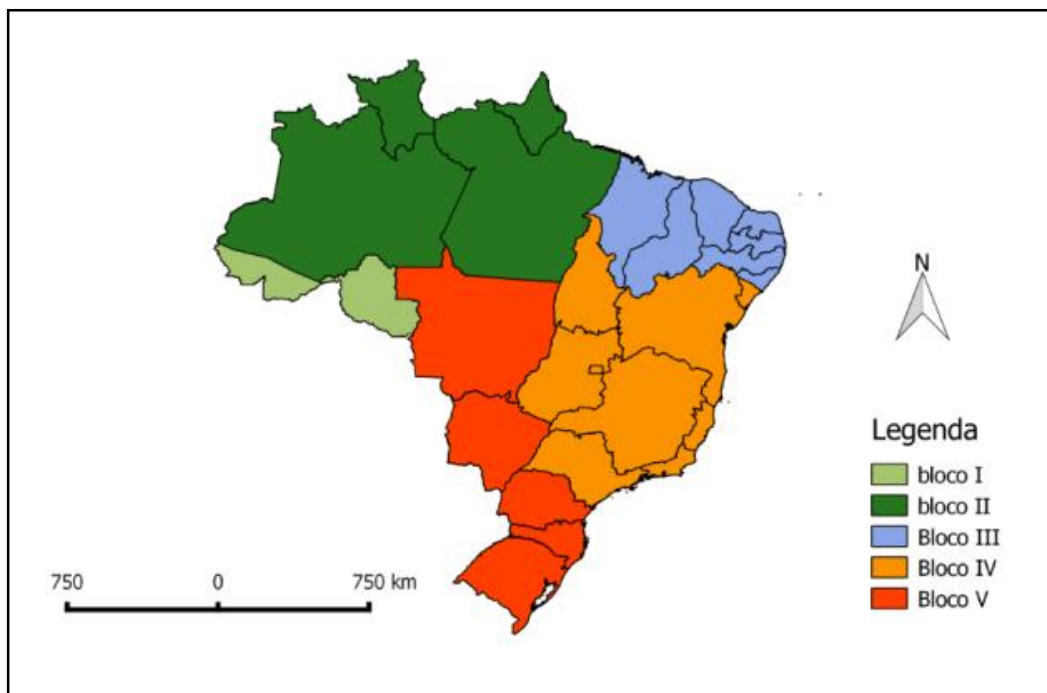 N
Legenda
bloco I
bloco II
Bloco III
Bloco IV
Bloco V
750 0 750 km